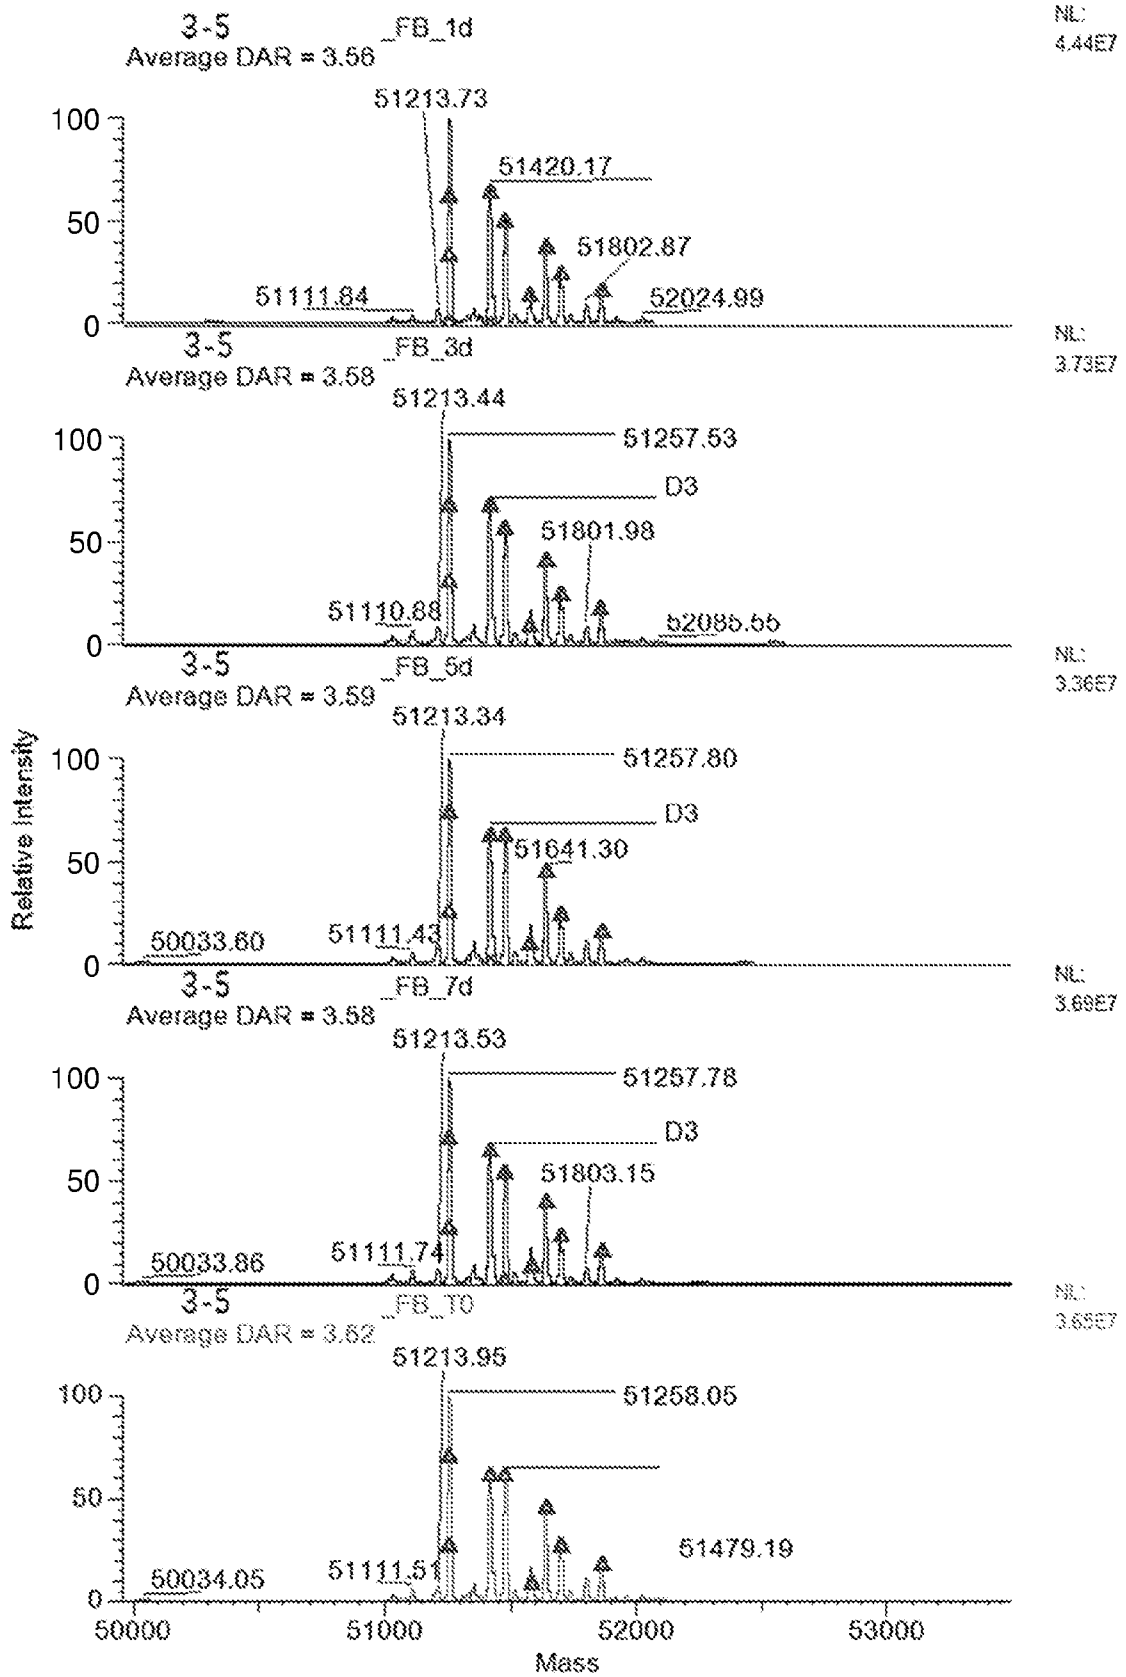 3-5 _FB_1d NL:
Average DAR = 3.56 4.44E7
51213.73
100
51420.17
50
51802.87
51111.84
52024.99
0
3-5 _FB_3d NL:
Average DAR = 3.58 3.73E7
51213.44
100
51257.53
D3
50
51801.98
51110.88
52085.55
0
3-5 _FB_5d NL:
Average DAR = 3.59 3.36E7
51213.34
100
51257.80
D3
51641.30
50
51111.43
50033.60
0
3-5 _FB_7d NL:
Average DAR = 3.58 3.69E7
51213.53
100
51257.78
D3
50
51803.15
51111.74
50033.86
0
3-5 _FB_T0 NL:
Average DAR = 3.62 3.65E7
51213.95
100
51258.05
50
51479.19
51111.51
50034.05
0
50000 51000 52000 53000
Mass
Relative Intensity